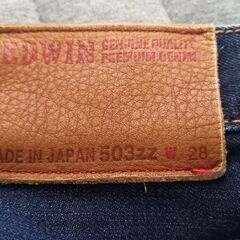 EDWIN
GENUINE QUALITY
PREMIUM DENIM
MADE IN JAPAN 503ZZ W 28